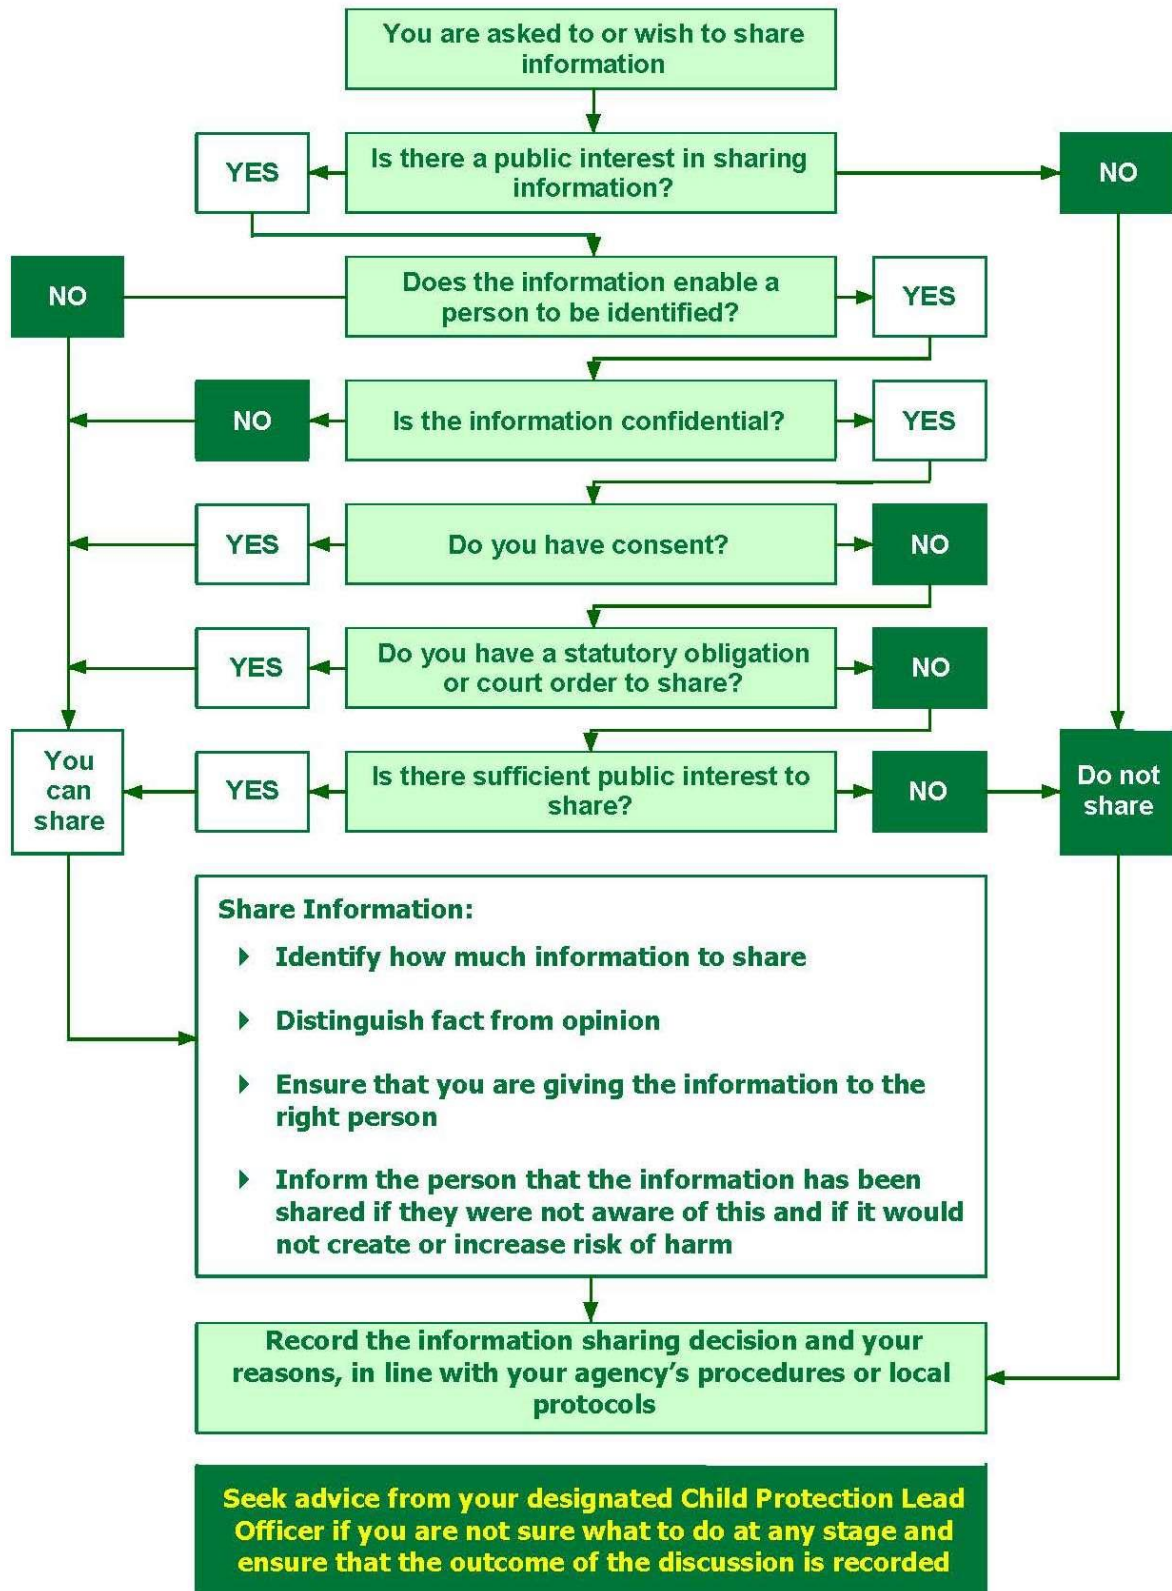 You are asked to or wish to share
information
YES
Is there a public interest in sharing
information?
NO
NO
Does the information enable a
person to be identified?
YES
NO
Is the information confidential?
YES
YES
Do you have consent?
NO
YES
Do you have a statutory obligation
or court order to share?
NO
You
can
share
YES
Is there sufficient public interest to
share?
NO
Do not
share
Share Information:
Identify how much information to share
Distinguish fact from opinion
Ensure that you are giving the information to the
right person
Inform the person that the information has been
shared if they were not aware of this and if it would
not create or increase risk of harm
Record the information sharing decision and your
reasons, in line with your agency's procedures or local
protocols
Seek advice from your designated Child Protection Lead
Officer if you are not sure what to do at any stage and
ensure that the outcome of the discussion is recorded